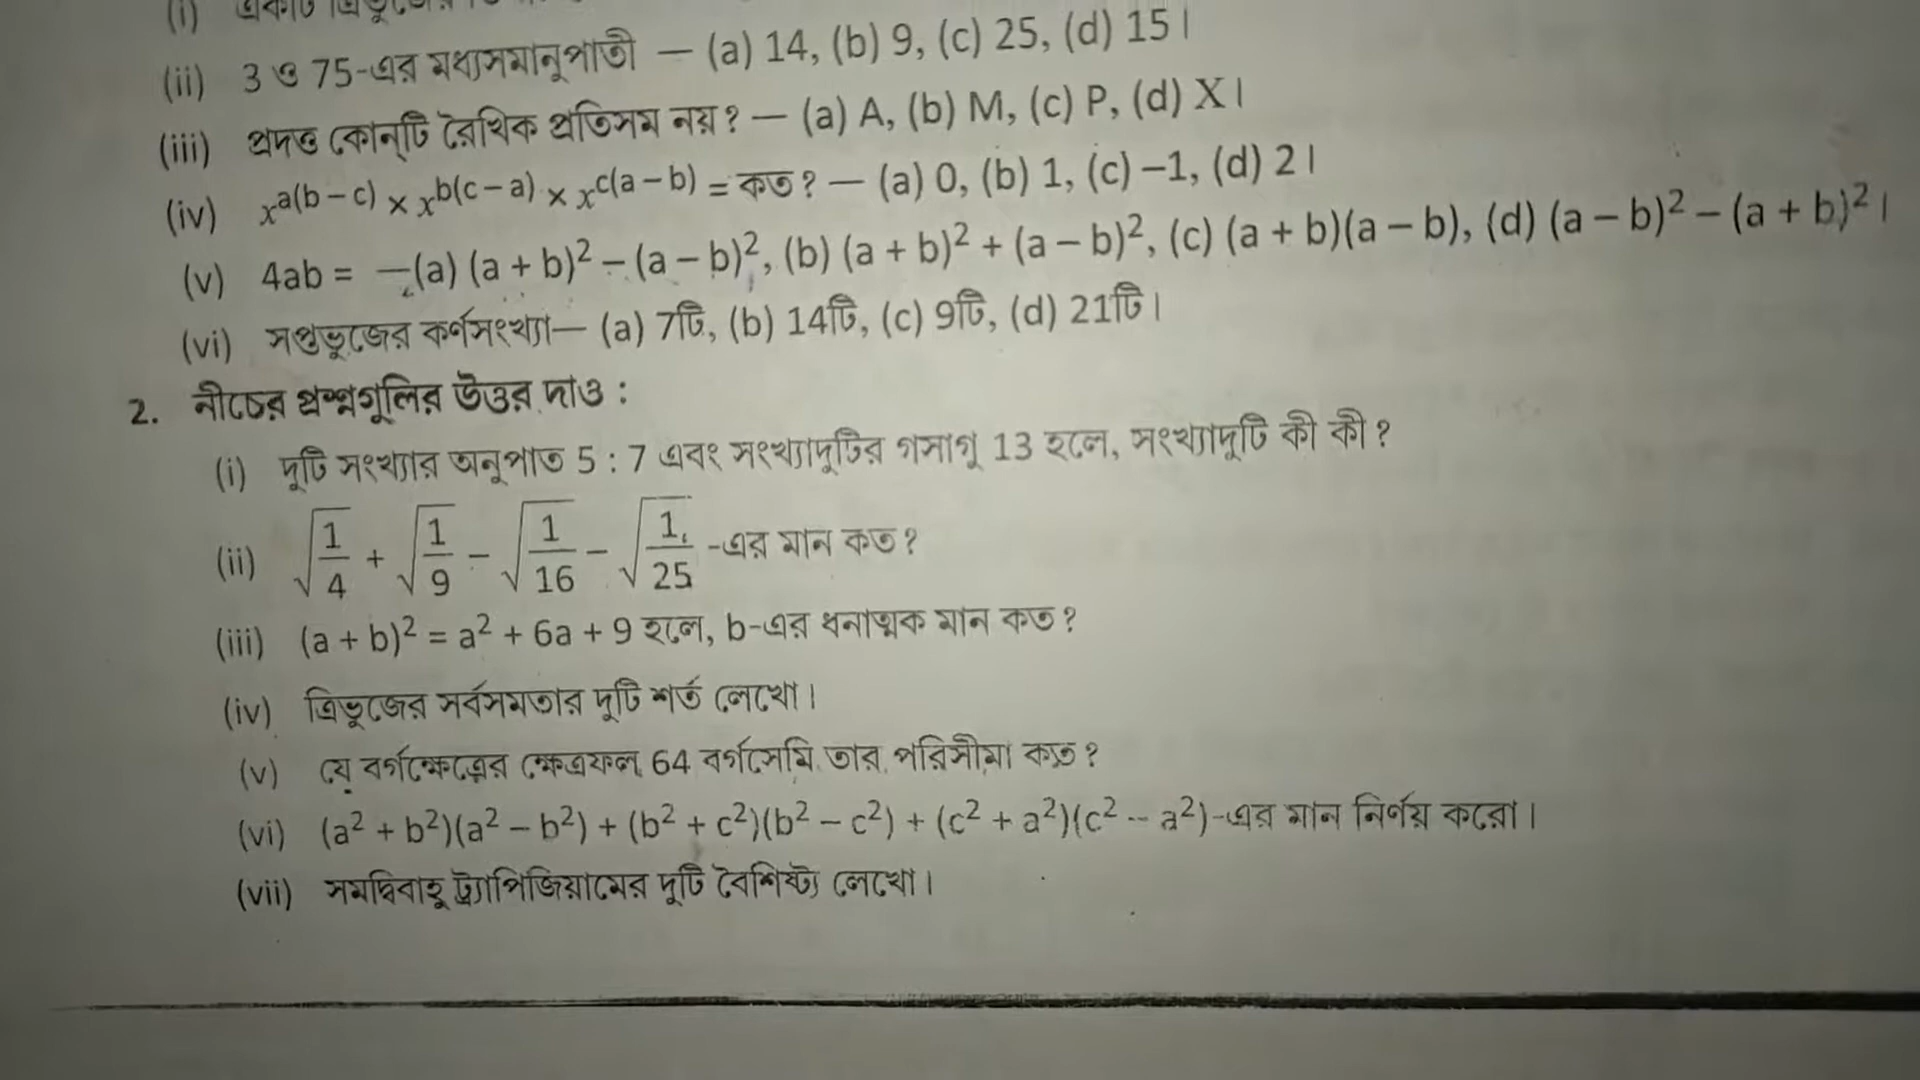 (i) একটি ত্রিভুজের
(ii) 3 ও 75-এর মধ্যসমানুপাতী — (a) 14, (b) 9, (c) 25, (d) 15।
(iii) প্রদত্ত কোন্‌টি রৈখিক প্রতিসম নয়? — (a) A, (b) M, (c) P, (d) X।
(iv) x^a(b – c) × x^b(c – a) × x^c(a – b) = কত? — (a) 0, (b) 1, (c) –1, (d) 2।
(v) 4ab = —(a) (a + b)² – (a – b)², (b) (a + b)² + (a – b)², (c) (a + b)(a – b), (d) (a – b)² – (a + b)²।
(vi) সপ্তভুজের কর্ণসংখ্যা— (a) 7টি, (b) 14টি, (c) 9টি, (d) 21টি।
2. নীচের প্রশ্নগুলির উত্তর দাও :
(i) দুটি সংখ্যার অনুপাত 5 : 7 এবং সংখ্যাদুটির গসাগু 13 হলে, সংখ্যাদুটি কী কী?
(ii) √(1/4) + √(1/9) – √(1/16) – √(1/25) -এর মান কত?
(iii) (a + b)² = a² + 6a + 9 হলে, b-এর ধনাত্মক মান কত?
(iv) ত্রিভুজের সর্বসমতার দুটি শর্ত লেখো।
(v) যে বর্গক্ষেত্রের ক্ষেত্রফল 64 বর্গসেমি তার পরিসীমা কত?
(vi) (a² + b²)(a² – b²) + (b² + c²)(b² – c²) + (c² + a²)(c² – a²)-এর মান নির্ণয় করো।
(vii) সমদ্বিবাহু ট্র্যাপিজিয়ামের দুটি বৈশিষ্ট্য লেখো।